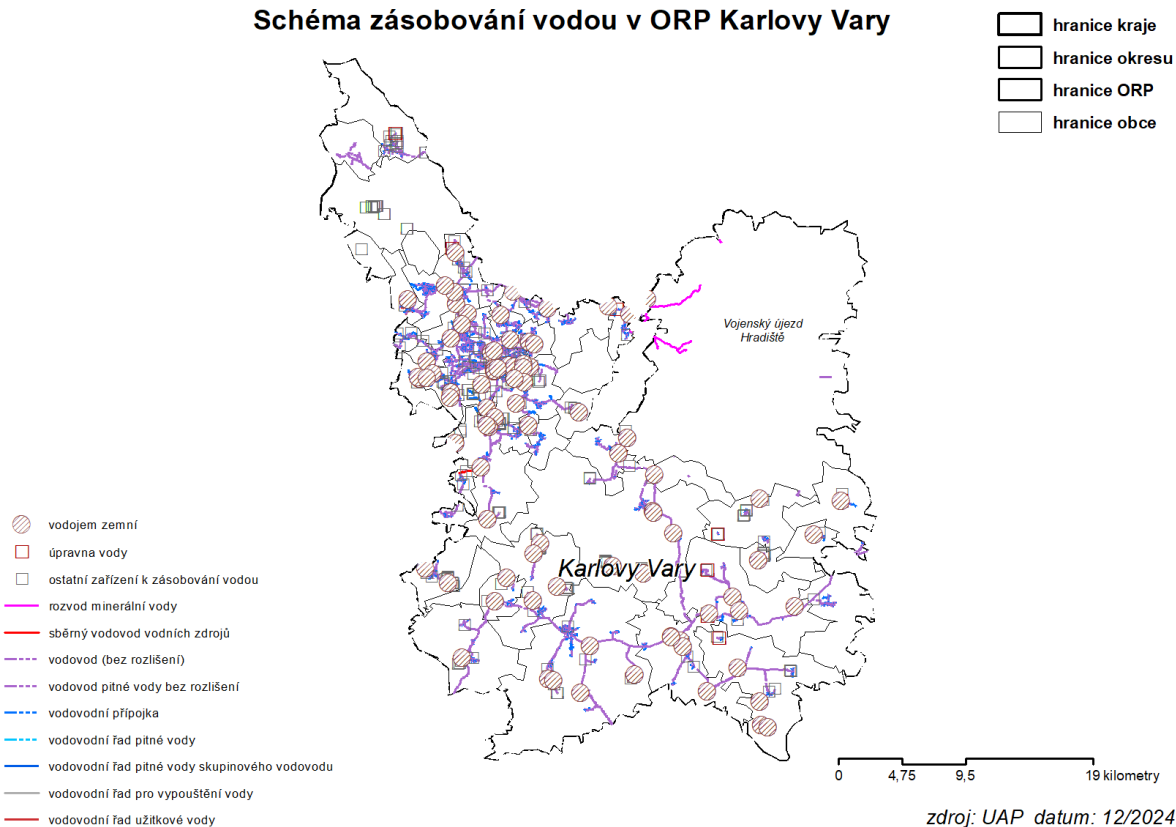 Schéma zásobování vodou v ORP Karlovy Vary
hranice kraje
hranice okresu
hranice ORP
hranice obce
Vojenský újezd
Hradiště
Karlovy Vary
vodojem zemní
úpravna vody
ostatní zařízení k zásobování vodou
rozvod minerální vody
sběrný vodovod vodních zdrojů
vodovod (bez rozlišení)
vodovod pitné vody bez rozlišení
vodovodní přípojka
vodovodní řad pitné vody
vodovodní řad pitné vody skupinového vodovodu
vodovodní řad pro vypouštění vody
vodovodní řad užitkové vody
0 4,75 9,5 19 kilometry
zdroj: UAP datum: 12/2024